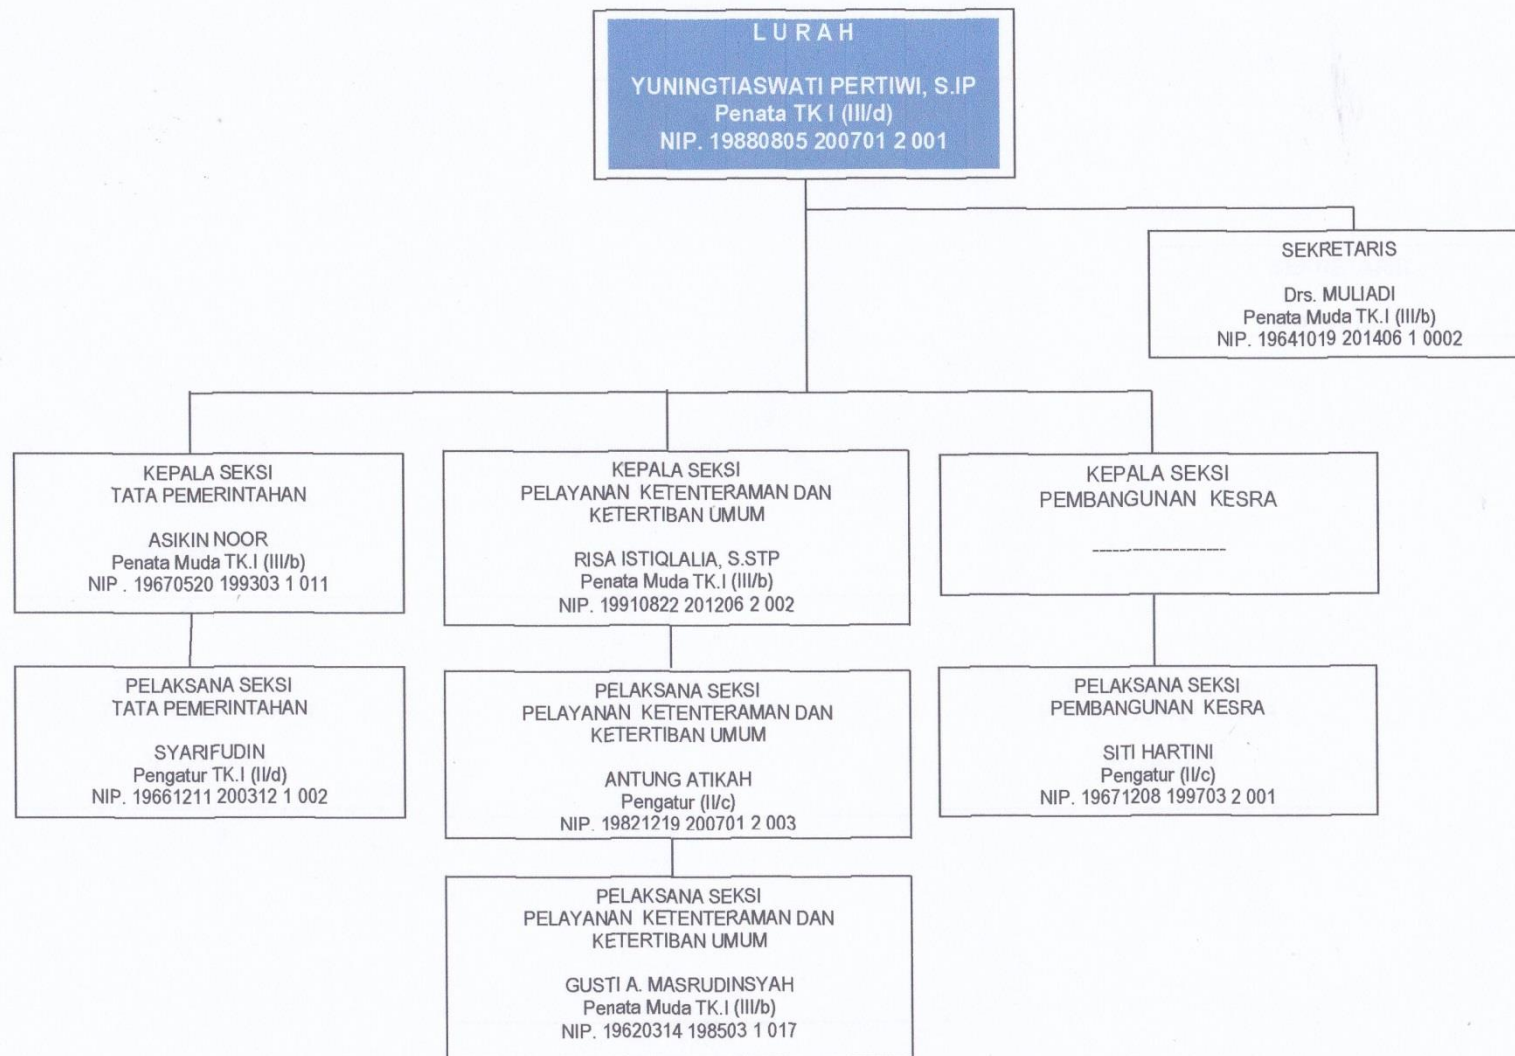 L U R A H
YUNINGTIASWATI PERTIWI, S.IP
Penata TK I (III/d)
NIP. 19880805 200701 2 001
SEKRETARIS
Drs. MULIADI
Penata Muda TK.I (III/b)
NIP. 19641019 201406 1 0002
KEPALA SEKSI
TATA PEMERINTAHAN
ASIKIN NOOR
Penata Muda TK.I (III/b)
NIP . 19670520 199303 1 011
KEPALA SEKSI
PELAYANAN KETENTERAMAN DAN
KETERTIBAN UMUM
RISA ISTIQLALIA, S.STP
Penata Muda TK.I (III/b)
NIP. 19910822 201206 2 002
KEPALA SEKSI
PEMBANGUNAN KESRA
--------------------
PELAKSANA SEKSI
TATA PEMERINTAHAN
SYARIFUDIN
Pengatur TK.I (II/d)
NIP. 19661211 200312 1 002
PELAKSANA SEKSI
PELAYANAN KETENTERAMAN DAN
KETERTIBAN UMUM
ANTUNG ATIKAH
Pengatur (II/c)
NIP. 19821219 200701 2 003
PELAKSANA SEKSI
PEMBANGUNAN KESRA
SITI HARTINI
Pengatur (II/c)
NIP. 19671208 199703 2 001
PELAKSANA SEKSI
PELAYANAN KETENTERAMAN DAN
KETERTIBAN UMUM
GUSTI A. MASRUDINSYAH
Penata Muda TK.I (III/b)
NIP. 19620314 198503 1 017